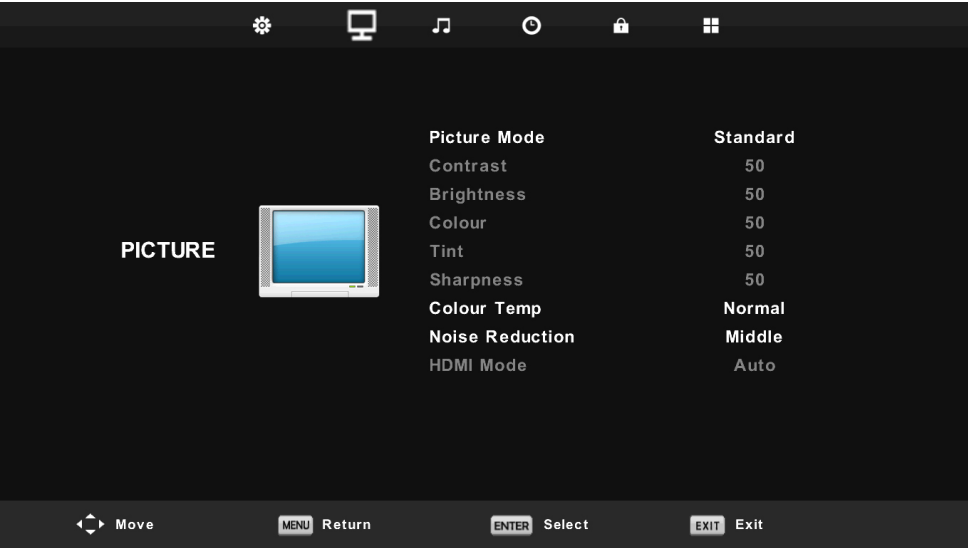 Picture Mode Standard
Contrast 50
Brightness 50
Colour 50
Tint 50
PICTURE
Sharpness 50
Colour Temp Normal
Noise Reduction Middle
HDMI Mode Auto
Move MENU Return ENTER Select EXIT Exit